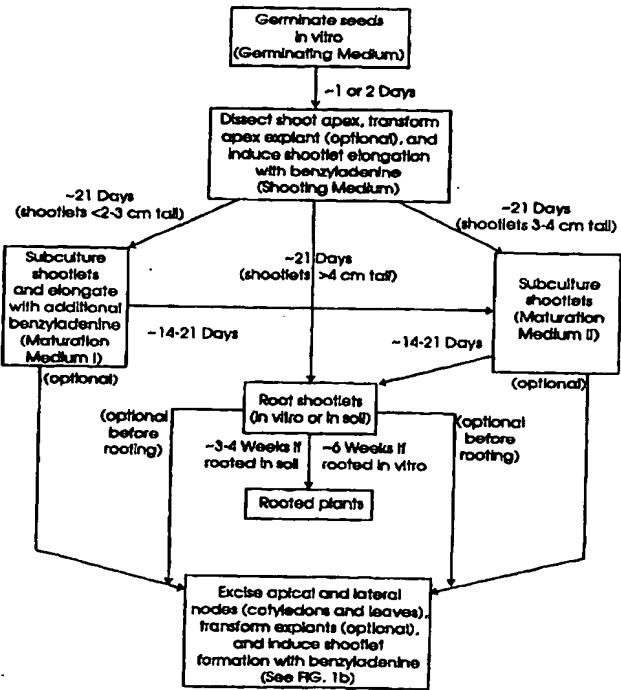 Germinate seeds
in vitro
(Germinating Medium)
~1 or 2 Days
Dissect shoot apex, transform
apex explant (optional), and
induce shootlet elongation
with benzyladenine
(Shooting Medium)
~21 Days
(shootlets <2-3 cm tall)
~21 Days
(shootlets >4 cm tall)
~21 Days
(shootlets 3-4 cm tall)
Subculture
shootlets
and elongate
with additional
benzyladenine
(Maturation
Medium I)
Subculture
shootlets
(Maturation
Medium II)
~14-21 Days
~14-21 Days
(optional)
(optional)
Root shootlets
(in vitro or in soil)
(optional
before
rooting)
(optional
before
rooting)
~3-4 Weeks if
rooted in soil
~6 Weeks if
rooted in vitro
Rooted plants
Excise apical and lateral
nodes (cotyledons and leaves),
transform explants (optional),
and induce shootlet
formation with benzyladenine
(See FIG. 1b)